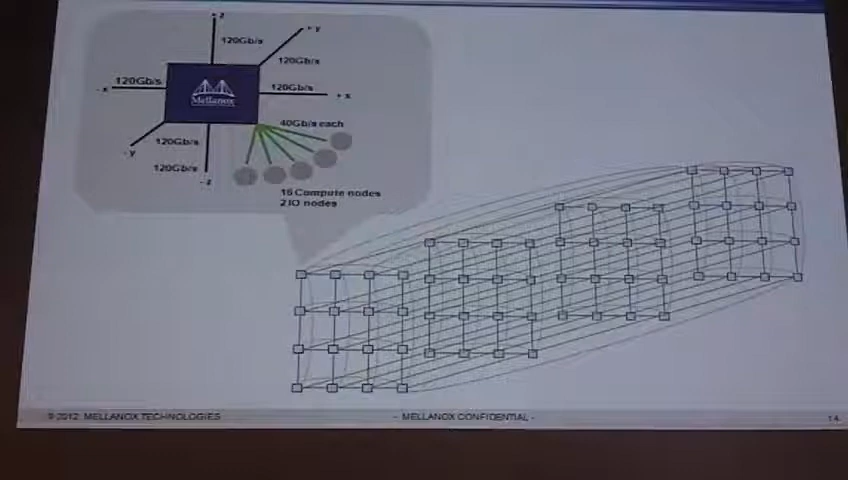 + z
+ y
120Gb/s
120Gb/s
120Gb/s
120Gb/s
- x
+ x
Mellanox
40Gb/s each
120Gb/s
- y
120Gb/s
- z
16 Compute nodes
2 IO nodes
© 2012 MELLANOX TECHNOLOGIES
- MELLANOX CONFIDENTIAL -
14